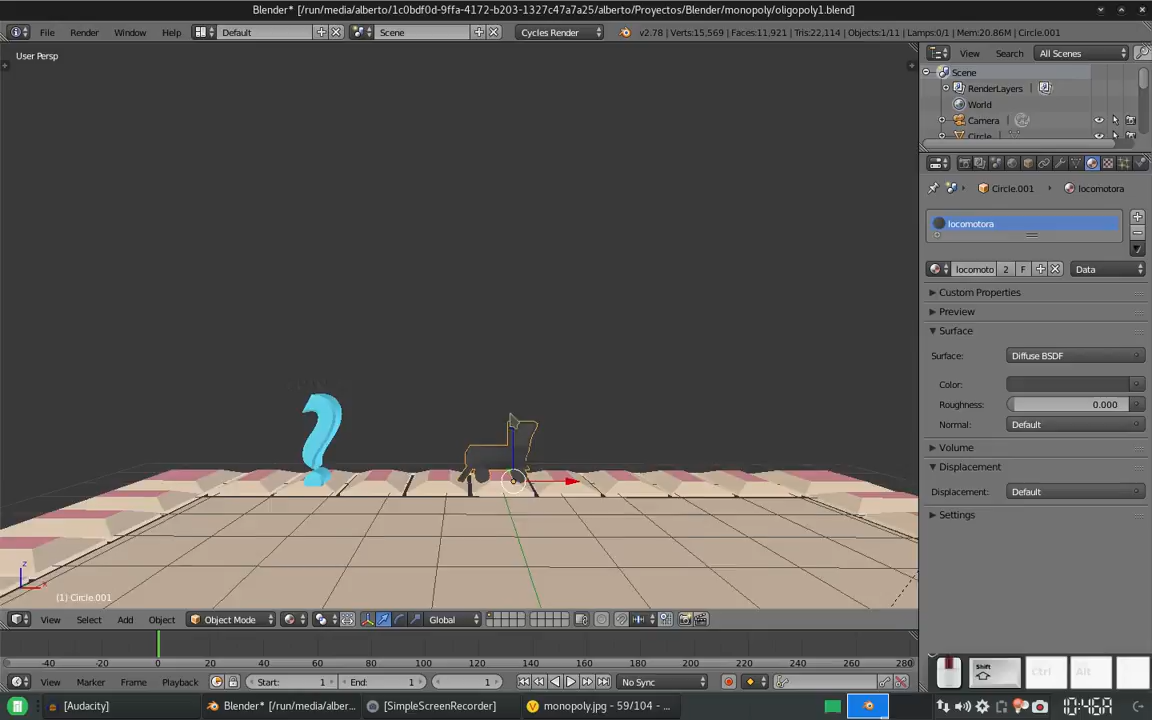 Blender* [/run/media/alberto/1c0bdf0d-9ffa-4172-b203-1327c47a7a25/alberto/Proyectos/Blender/monopoly/oligopoly1.blend]
File Render Window Help Default Scene Cycles Render v2.78 | Verts:15,569 | Faces:11,921 | Tris:22,114 | Objects:1/11 | Lamps:0/1 | Mem:20.86M | Circle.001
View Search All Scenes
User Persp
Scene
RenderLayers
World
Camera
Circle
Circle.001 locomotora
locomotora
locomoto 2 F Data
Custom Properties
Preview
Surface
Surface: Diffuse BSDF
Color:
Roughness: 0.000
Normal: Default
Volume
Displacement
Displacement: Default
Settings
z
x
(1) Circle.001
View Select Add Object Object Mode Global
-40 -20 0 20 40 60 80 100 120 140 160 180 200 220 240 260 280
View Marker Frame Playback Start: 1 End: 1 1 No Sync
Shift Ctrl Alt
[Audacity] Blender* [/run/media/alber... [SimpleScreenRecorder] monopoly.jpg - 59/104 - ...